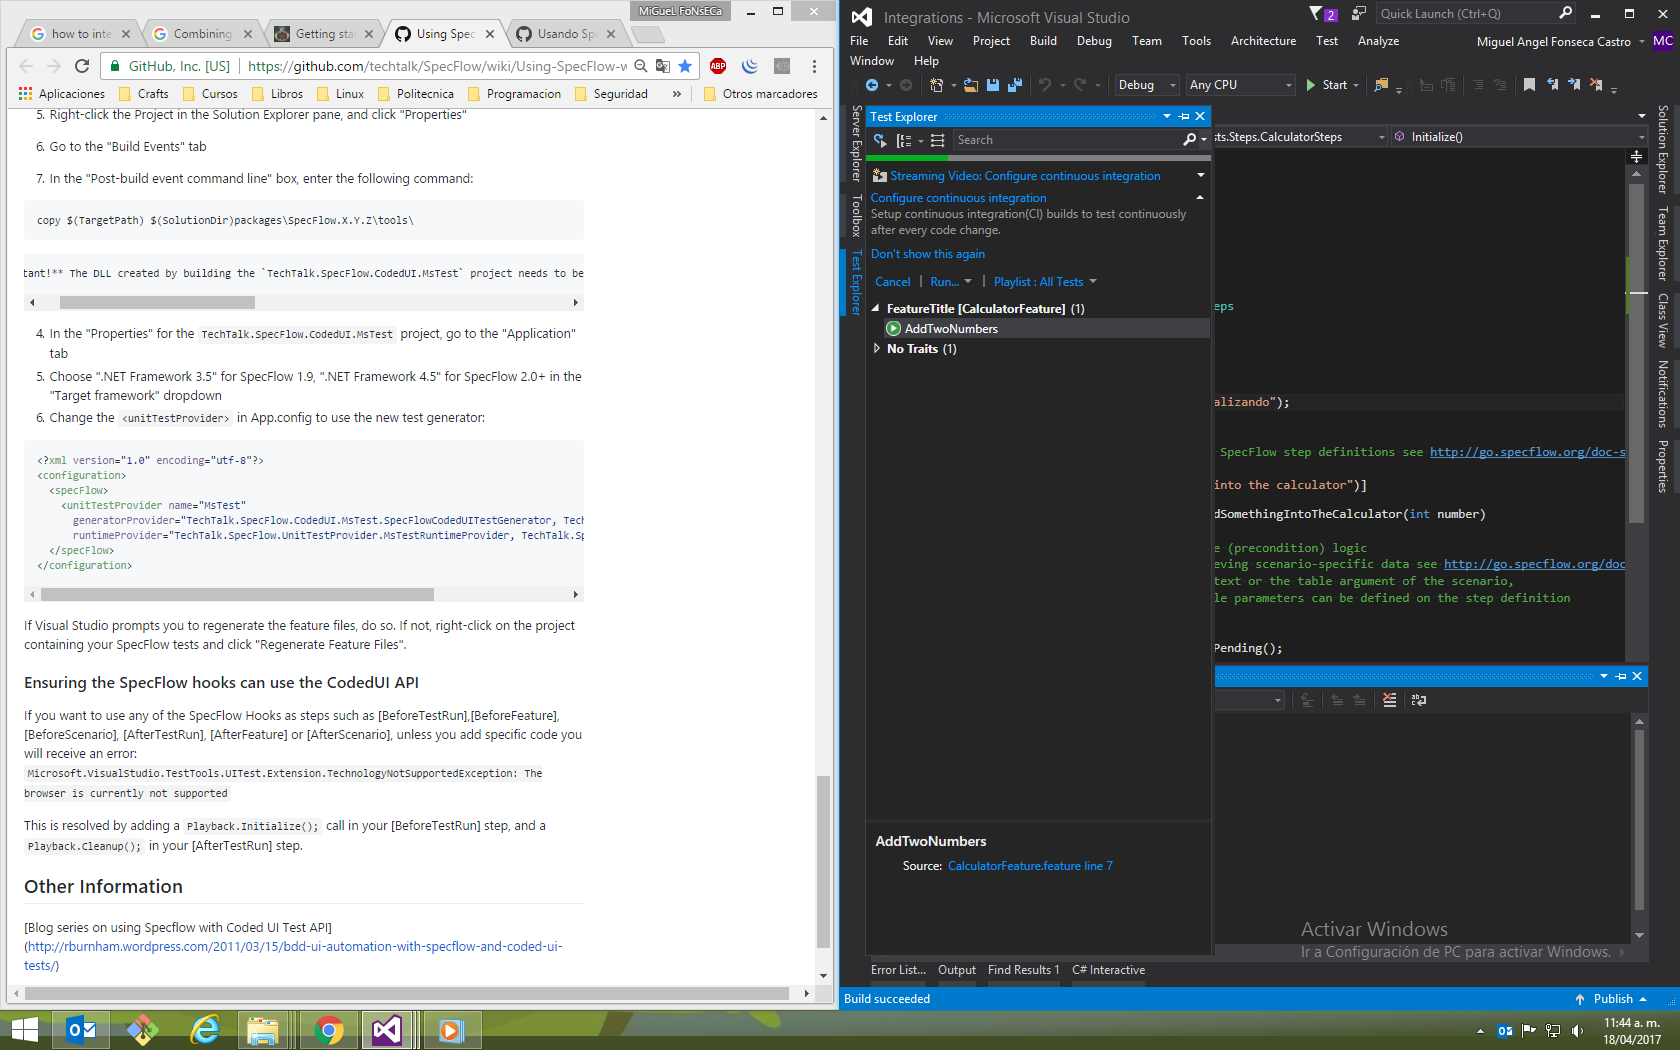 MiGueL FoNsECa
how to inte
Combining
Getting sta
Using Spec
Usando Sp
GitHub, Inc. [US]
https://github.com/techtalk/SpecFlow/wiki/Using-SpecFlow-w
ABP
Aplicaciones
Crafts
Cursos
Libros
Linux
Politecnica
Programacion
Seguridad
»
Otros marcadores
5. Right-click the Project in the Solution Explorer pane, and click "Properties"
6. Go to the "Build Events" tab
7. In the "Post-build event command line" box, enter the following command:
copy $(TargetPath) $(SolutionDir)packages\SpecFlow.X.Y.Z\tools\
tant!** The DLL created by building the `TechTalk.SpecFlow.CodedUI.MsTest` project needs to be
4. In the "Properties" for the TechTalk.SpecFlow.CodedUI.MsTest project, go to the "Application"
tab
5. Choose ".NET Framework 3.5" for SpecFlow 1.9, ".NET Framework 4.5" for SpecFlow 2.0+ in the
"Target framework" dropdown
6. Change the <unitTestProvider> in App.config to use the new test generator:
<?xml version="1.0" encoding="utf-8"?>
<configuration>
<specFlow>
<unitTestProvider name="MsTest"
generatorProvider="TechTalk.SpecFlow.CodedUI.MsTest.SpecFlowCodedUITestGenerator, Tech
runtimeProvider="TechTalk.SpecFlow.UnitTestProvider.MsTestRuntimeProvider, TechTalk.Sp
</specFlow>
</configuration>
If Visual Studio prompts you to regenerate the feature files, do so. If not, right-click on the project
containing your SpecFlow tests and click "Regenerate Feature Files".
Ensuring the SpecFlow hooks can use the CodedUI API
If you want to use any of the SpecFlow Hooks as steps such as [BeforeTestRun],[BeforeFeature],
[BeforeScenario], [AfterTestRun], [AfterFeature] or [AfterScenario], unless you add specific code you
will receive an error:
Microsoft.VisualStudio.TestTools.UITest.Extension.TechnologyNotSupportedException: The
browser is currently not supported
This is resolved by adding a Playback.Initialize(); call in your [BeforeTestRun] step, and a
Playback.Cleanup(); in your [AfterTestRun] step.
Other Information
[Blog series on using Specflow with Coded UI Test API]
(http://rburnham.wordpress.com/2011/03/15/bdd-ui-automation-with-specflow-and-coded-ui-
tests/)
Integrations - Microsoft Visual Studio
2
Quick Launch (Ctrl+Q)
File Edit View Project Build Debug Team Tools Architecture Test Analyze
Miguel Angel Fonseca Castro
MC
Window Help
Debug
Any CPU
Start
Server Explorer
Toolbox
Test Explorer
Test Explorer
Search
Streaming Video: Configure continuous integration
Configure continuous integration
Setup continuous integration(CI) builds to test continuously
after every code change.
Don't show this again
Cancel | Run... | Playlist : All Tests
FeatureTitle [CalculatorFeature] (1)
AddTwoNumbers
No Traits (1)
AddTwoNumbers
Source: CalculatorFeature.feature line 7
ts.Steps.CalculatorSteps
Initialize()
eps
alizando");
SpecFlow step definitions see http://go.specflow.org/doc-s
into the calculator")]
dSomethingIntoTheCalculator(int number)
e (precondition) logic
eving scenario-specific data see http://go.specflow.org/doc
text or the table argument of the scenario,
le parameters can be defined on the step definition
Pending();
Solution Explorer
Team Explorer
Class View
Notifications
Properties
Activar Windows
Ir a Configuración de PC para activar Windows.
Error List...
Output
Find Results 1
C# Interactive
Build succeeded
Publish
11:44 a. m.
18/04/2017